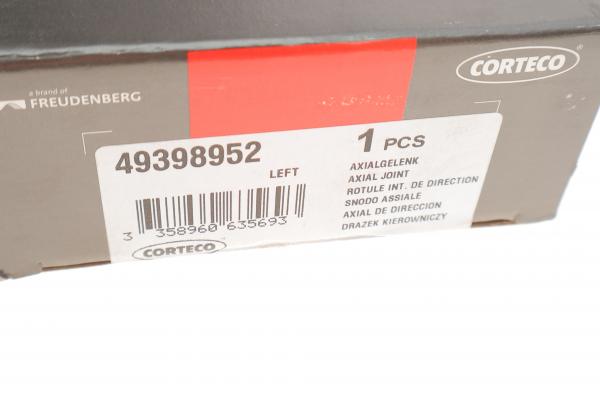 a brand of
FREUDENBERG
CORTECO®
49398952
LEFT
1 PCS
AXIALGELENK
AXIAL JOINT
ROTULE INT. DE DIRECTION
SNODO ASSIALE
AXIAL DE DIRECCION
DRAZEK KIEROWNICZY
3 358960 635693
CORTECO